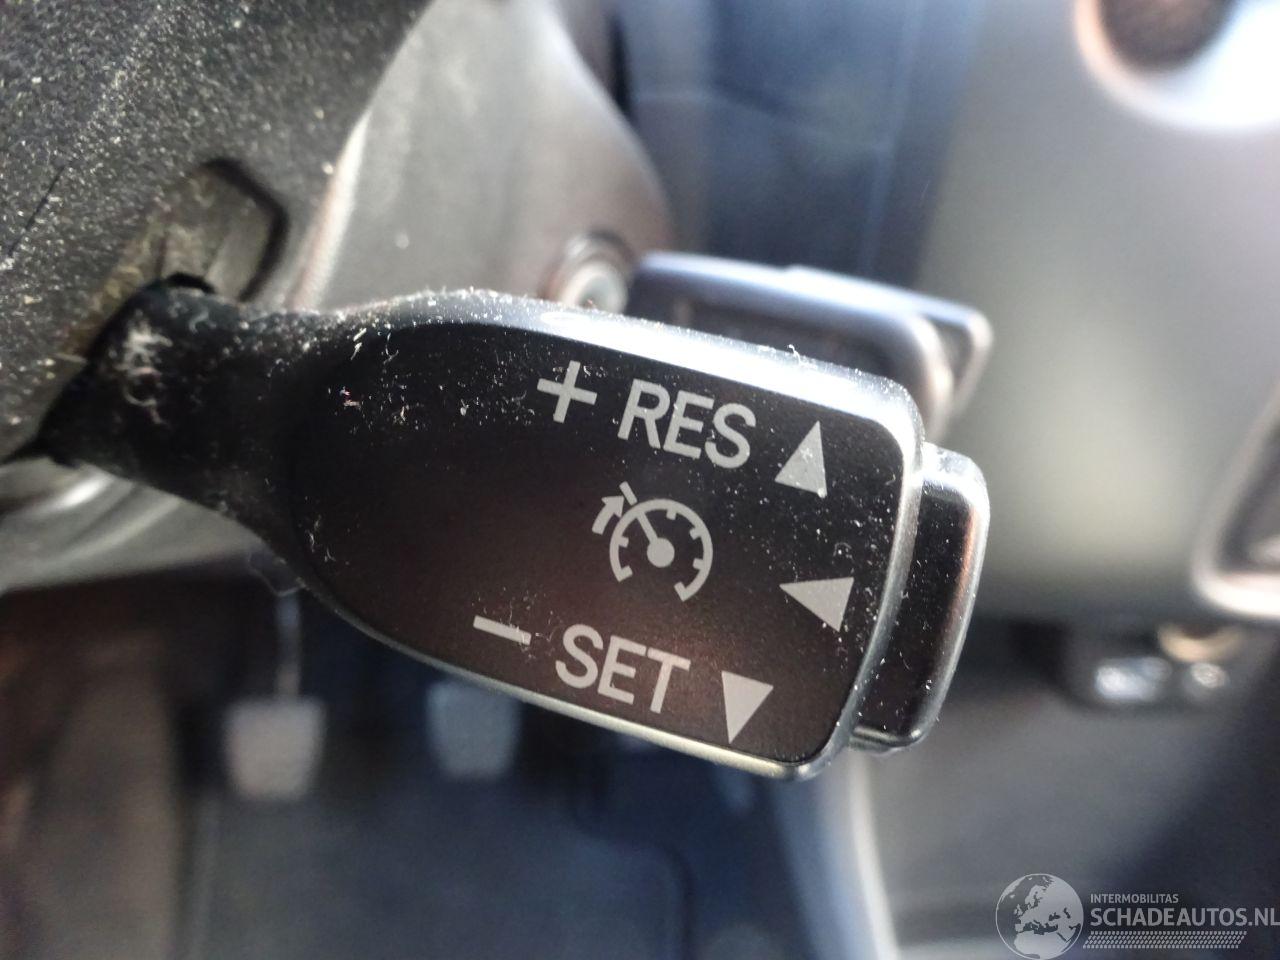 + RES
- SET
INTERMOBILITAS
SCHADEAUTOS.NL